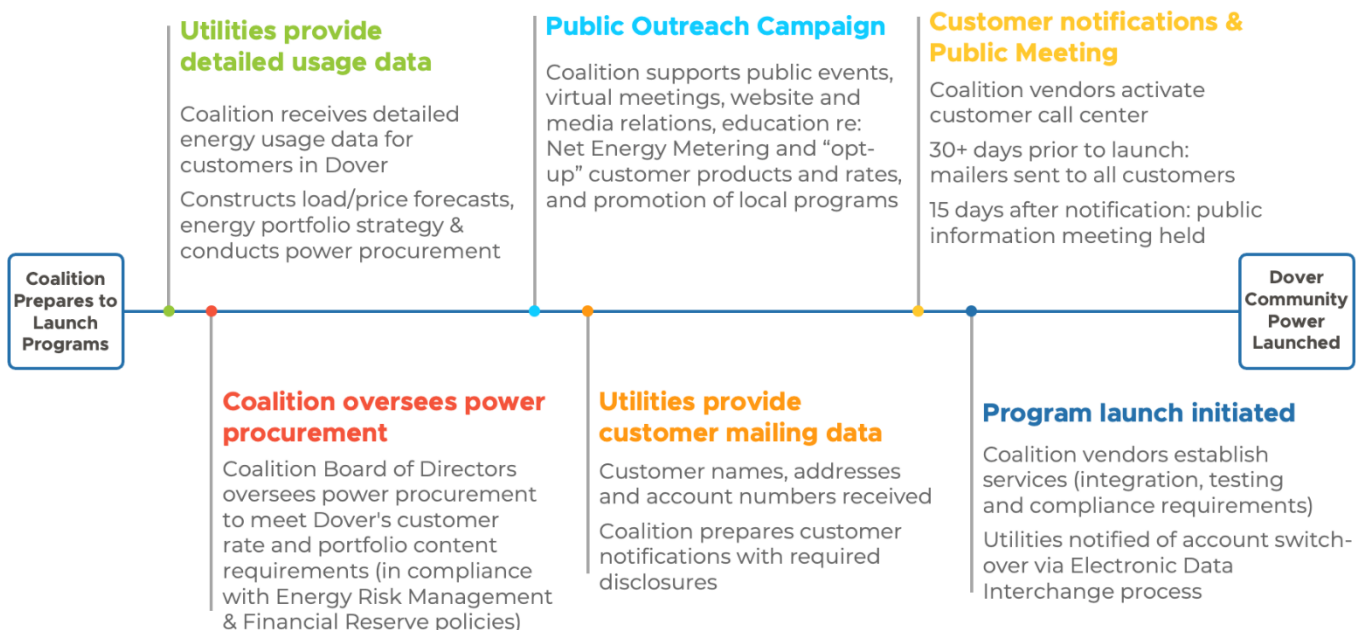 Coalition
Prepares to
Launch
Programs
Utilities provide
detailed usage data
Coalition receives detailed
energy usage data for
customers in Dover
Constructs load/price forecasts,
energy portfolio strategy &
conducts power procurement
Coalition oversees power
procurement
Coalition Board of Directors
oversees power procurement
to meet Dover's customer
rate and portfolio content
requirements (in compliance
with Energy Risk Management
& Financial Reserve policies)
Public Outreach Campaign
Coalition supports public events,
virtual meetings, website and
media relations, education re:
Net Energy Metering and “opt-
up” customer products and rates,
and promotion of local programs
Utilities provide
customer mailing data
Customer names, addresses
and account numbers received
Coalition prepares customer
notifications with required
disclosures
Customer notifications &
Public Meeting
Coalition vendors activate
customer call center
30+ days prior to launch:
mailers sent to all customers
15 days after notification: public
information meeting held
Program launch initiated
Coalition vendors establish
services (integration, testing
and compliance requirements)
Utilities notified of account switch-
over via Electronic Data
Interchange process
Dover
Community
Power
Launched